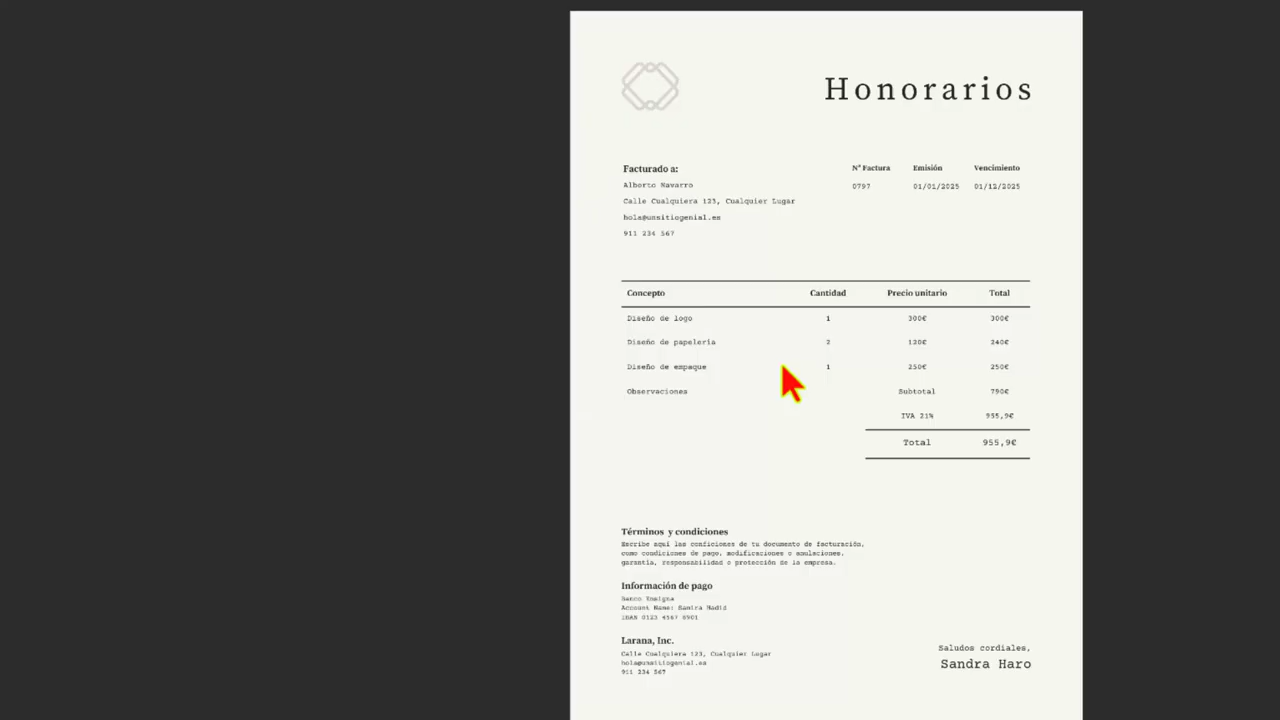 Honorarios
Facturado a:
Alberto Navarro
Calle Cualquiera 123, Cualquier Lugar
hola@unsitiogenial.es
911 234 567
Nº Factura Emisión Vencimiento
0797 01/01/2025 01/12/2025
Concepto Cantidad Precio unitario Total
Diseño de logo 1 300€ 300€
Diseño de papelería 2 120€ 240€
Diseño de empaque 1 250€ 250€
Observaciones Subtotal 790€
IVA 21% 955,9€
Total 955,9€
Términos y condiciones
Escribe aquí las condiciones de tu documento de facturación,
como condiciones de pago, modificaciones o anulaciones,
garantía, responsabilidad o protección de la empresa.
Información de pago
Banco Ensigna
Account Name: Samira Hadid
IBAN 0123 4567 8901
Larana, Inc.
Calle Cualquiera 123, Cualquier Lugar
hola@unsitiogenial.es
911 234 567
Saludos cordiales,
Sandra Haro